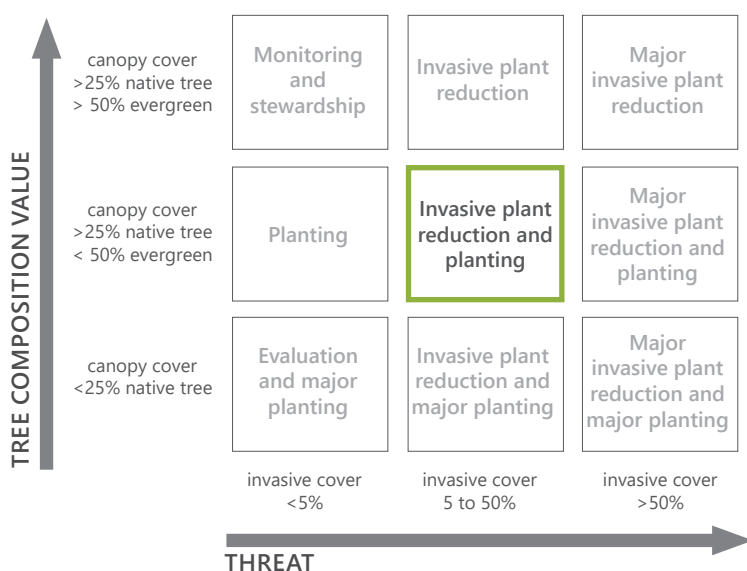 TREE COMPOSITION VALUE
canopy cover
>25% native tree
> 50% evergreen
Monitoring
and
stewardship
Invasive plant
reduction
Major
invasive plant
reduction
canopy cover
>25% native tree
< 50% evergreen
Planting
Invasive plant
reduction and
planting
Major
invasive plant
reduction and
planting
canopy cover
<25% native tree
Evaluation
and major
planting
Invasive plant
reduction and
major planting
Major
invasive plant
reduction and
major planting
invasive cover
<5%
invasive cover
5 to 50%
invasive cover
>50%
THREAT